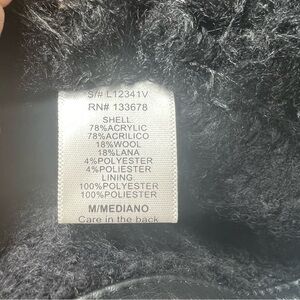 S/# L12341V
RN# 133678
SHELL
78%ACRYLIC
78%ACRILICO
18%WOOL
18%LANA
4%POLYESTER
4%POLIESTER
LINING
100%POLYESTER
100%POLIESTER
M/MEDIANO
Care in the back